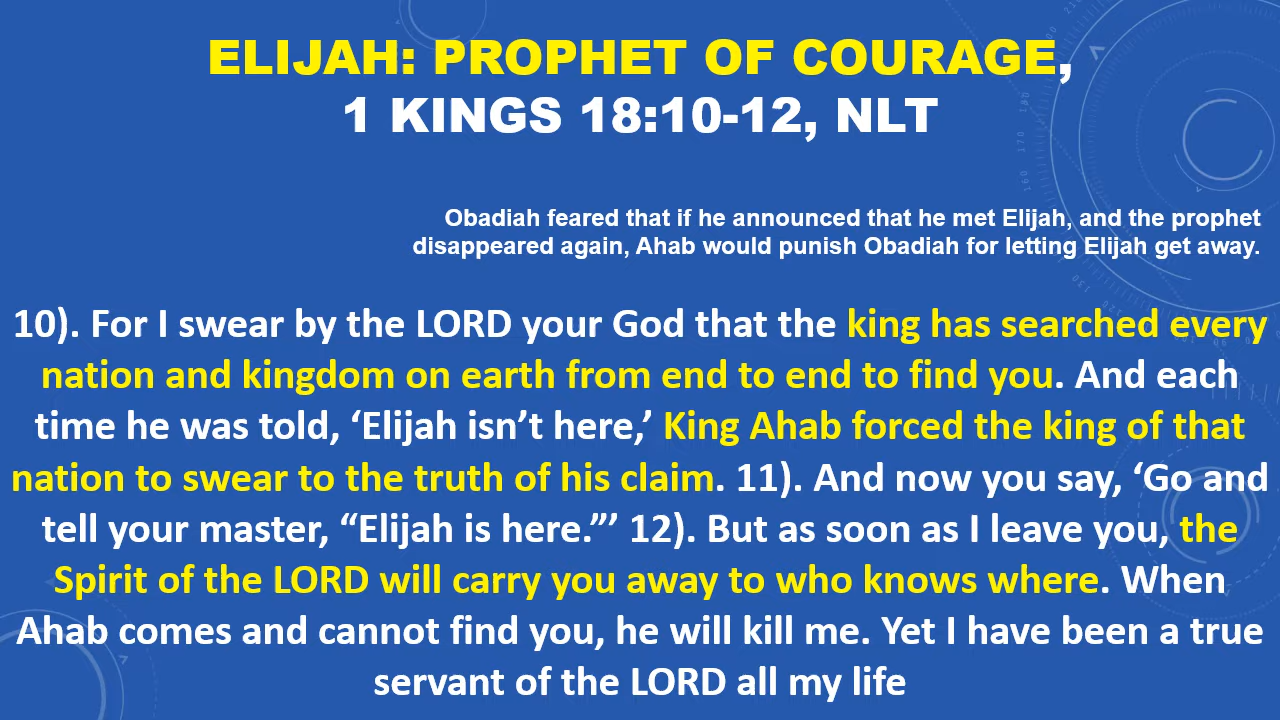 ELIJAH: PROPHET OF COURAGE,
1 KINGS 18:10-12, NLT
Obadiah feared that if he announced that he met Elijah, and the prophet
disappeared again, Ahab would punish Obadiah for letting Elijah get away.
10). For I swear by the LORD your God that the king has searched every
nation and kingdom on earth from end to end to find you. And each
time he was told, ‘Elijah isn’t here,’ King Ahab forced the king of that
nation to swear to the truth of his claim. 11). And now you say, ‘Go and
tell your master, “Elijah is here.”’ 12). But as soon as I leave you, the
Spirit of the LORD will carry you away to who knows where. When
Ahab comes and cannot find you, he will kill me. Yet I have been a true
servant of the LORD all my life